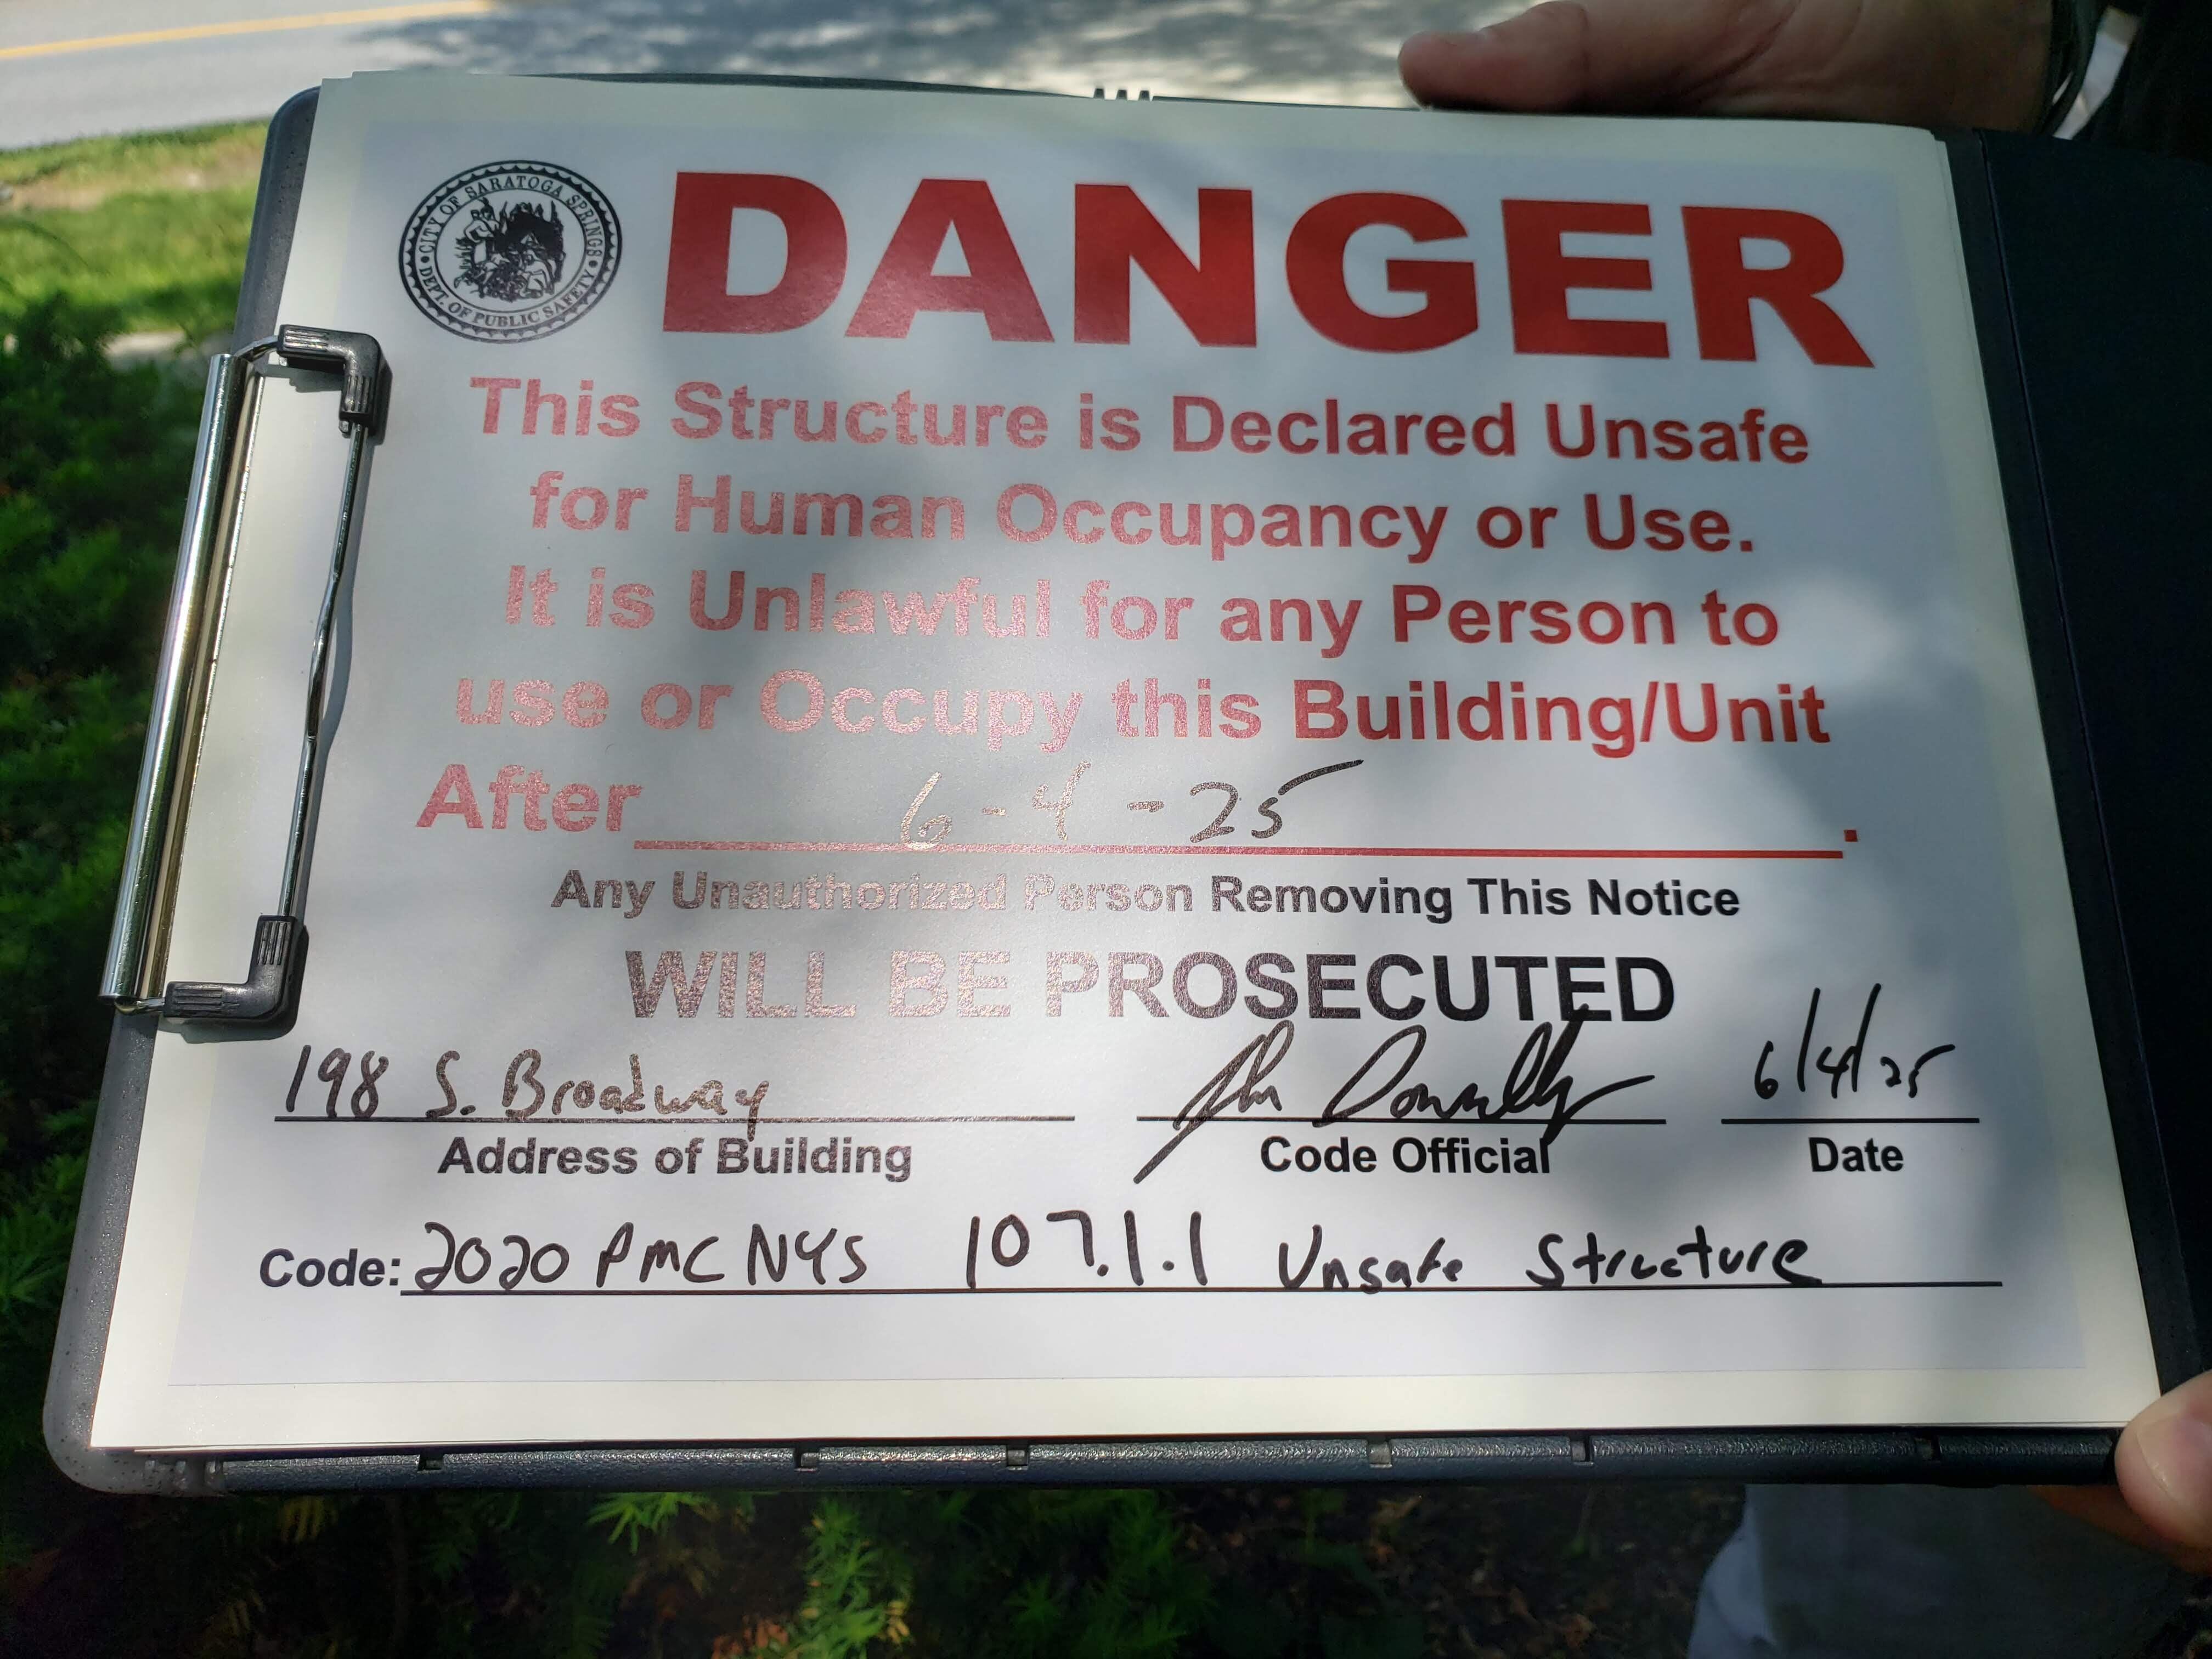 CITY OF SARATOGA SPRINGS
DEPT. OF PUBLIC SAFETY
DANGER
This Structure is Declared Unsafe
for Human Occupancy or Use.
It is Unlawful for any Person to
use or Occupy this Building/Unit
After 6-4-25.
Any Unauthorized Person Removing This Notice
WILL BE PROSECUTED
198 S. Broadway 6/4/25
Address of Building Code Official Date
Code: 2020 PMC NYS 107.1.1 Unsafe Structure